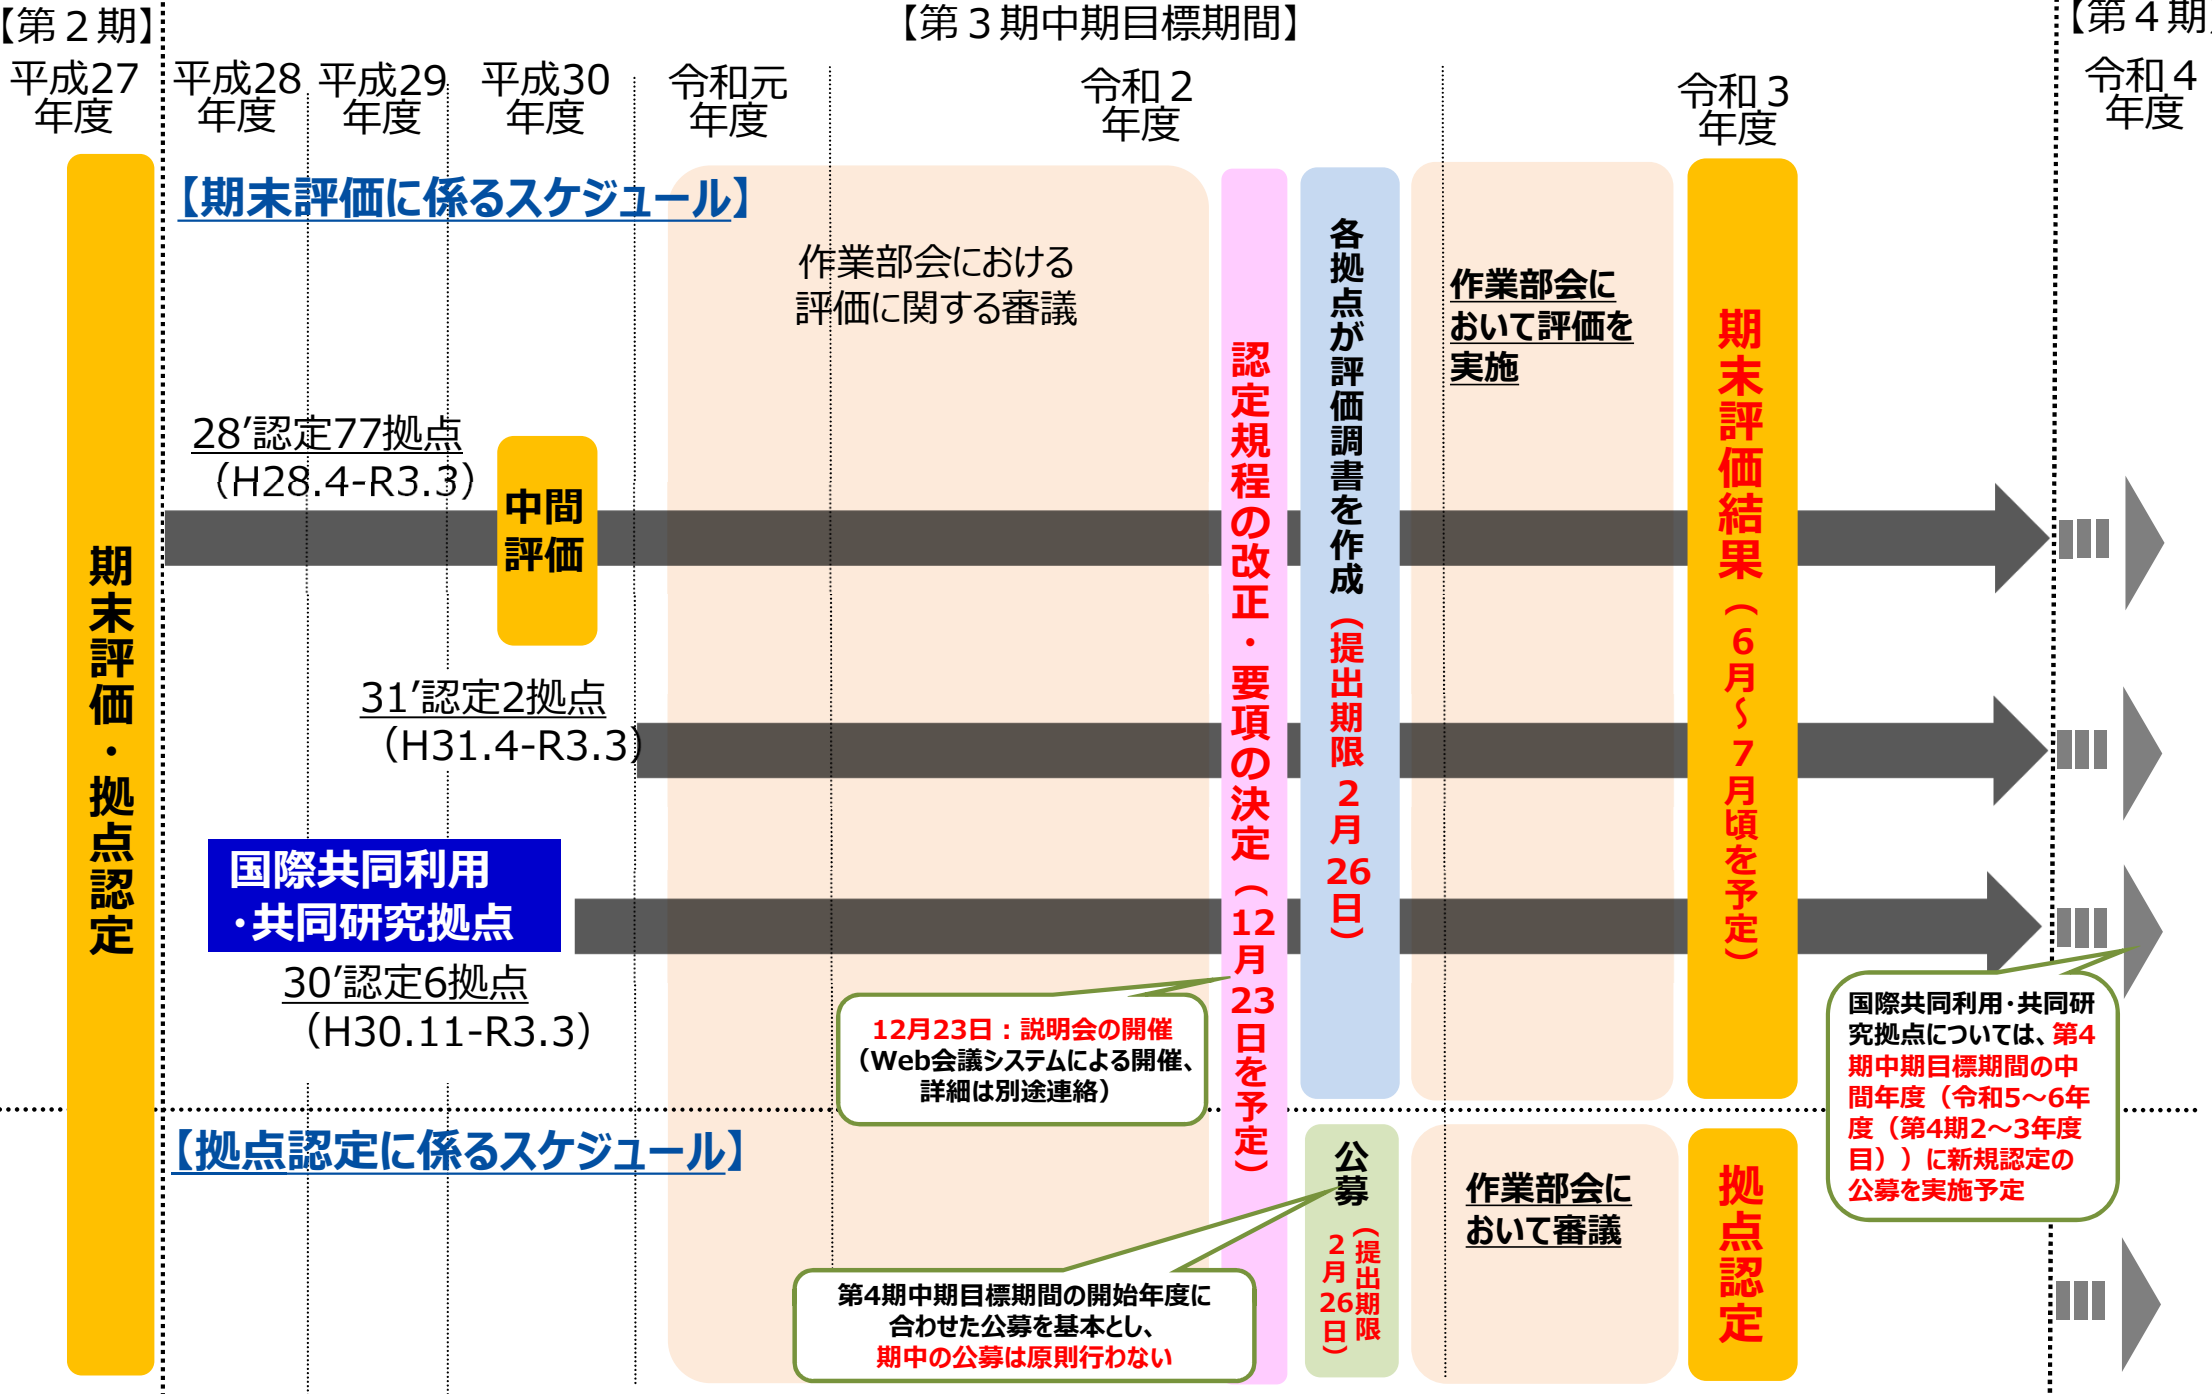 【第２期】
【第３期中期目標期間】
【第４期
平成27
年度
平成28
年度
平成29
年度
平成30
年度
令和元
年度
令和２
年度
令和３
年度
令和４
年度
【期末評価に係るスケジュール】
期末評価・拠点認定
作業部会における
評価に関する審議
認定規程の改正・要項の決定（12月23日を予定）
各拠点が評価調書を作成（提出期限２月26日）
作業部会に
おいて評価を
実施
期末評価結果（６月～７月頃を予定）
28′認定77拠点
（H28.4-R3.3）
中間
評価
31′認定2拠点
（H31.4-R3.3）
国際共同利用
・共同研究拠点
30′認定6拠点
（H30.11-R3.3）
12月23日：説明会の開催
（Web会議システムによる開催、
詳細は別途連絡）
国際共同利用・共同研
究拠点については、第4
期中期目標期間の中
間年度（令和5～6年
度（第4期2～3年度
目））に新規認定の
公募を実施予定
【拠点認定に係るスケジュール】
公募
（提出期限
２月26日）
作業部会に
おいて審議
拠点認定
第4期中期目標期間の開始年度に
合わせた公募を基本とし、
期中の公募は原則行わない